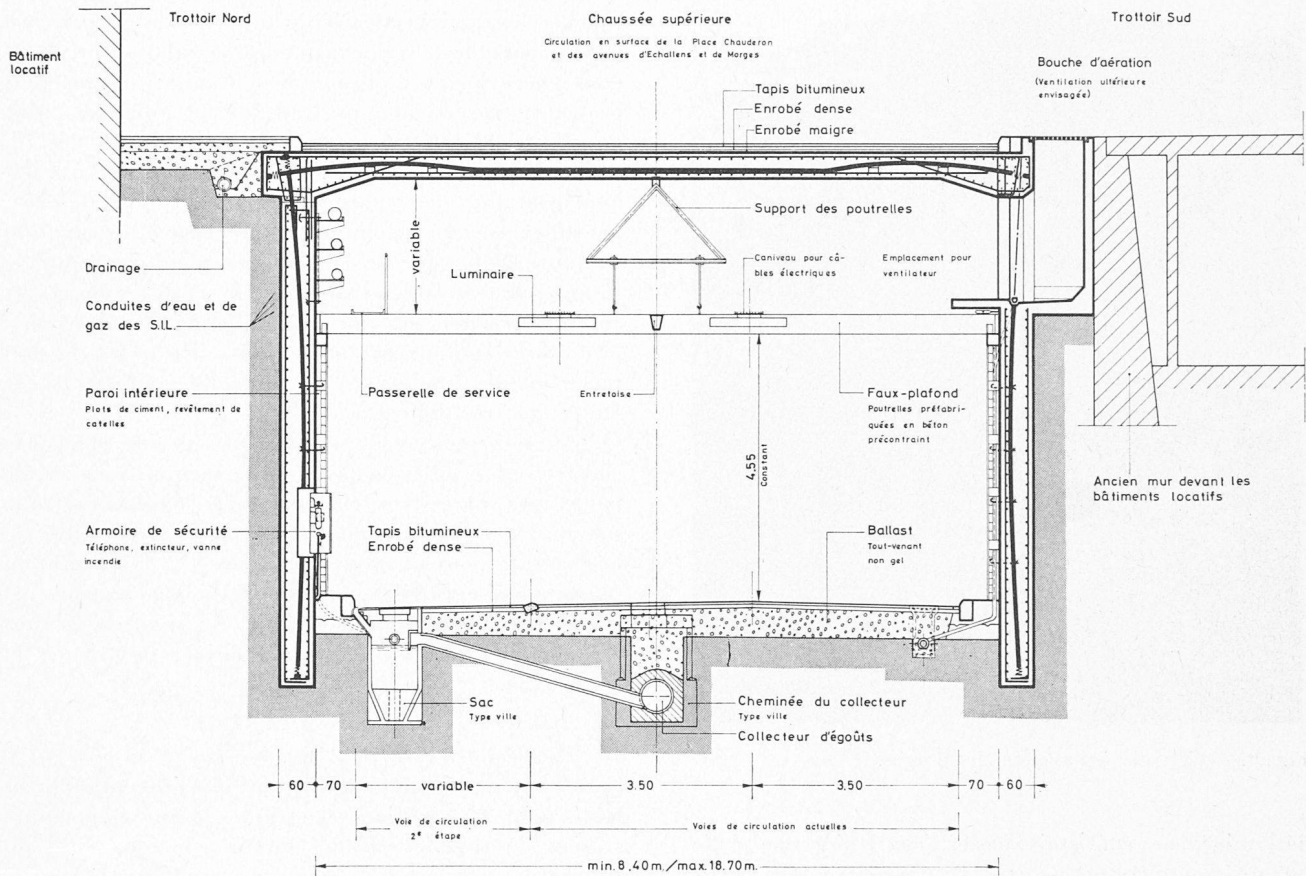 Trottoir Nord
Chaussée supérieure
Circulation en surface de la Place Chauderon
et des avenues d'Echallens et de Morges
Trottoir Sud
Bâtiment
locatif
Bouche d'aération
(Ventilation ultérieure
envisagée)
Tapis bitumineux
Enrobé dense
Enrobé maigre
variable
Support des poutrelles
Drainage
Luminaire
Caniveau pour câ-
bles électriques
Emplacement pour
ventilateur
Conduites d'eau et de
gaz des S.I.L.
Paroi intérieure
Plots de ciment, revêtement de
catelles
Passerelle de service
Entretoise
Faux-plafond
Poutrelles préfabri-
quées en béton
précontraint
4.55
Constant
Ancien mur devant les
bâtiments locatifs
Armoire de sécurité
Téléphone, extincteur, vanne
incendie
Tapis bitumineux
Enrobé dense
Ballast
Tout-venant
non gel
Sac
Type ville
Cheminée du collecteur
Type ville
Collecteur d'égoûts
60 70 variable 3.50 3.50 70 60
Voie de circulation
2e étape
Voies de circulation actuelles
min. 8,40 m./max. 18.70 m.